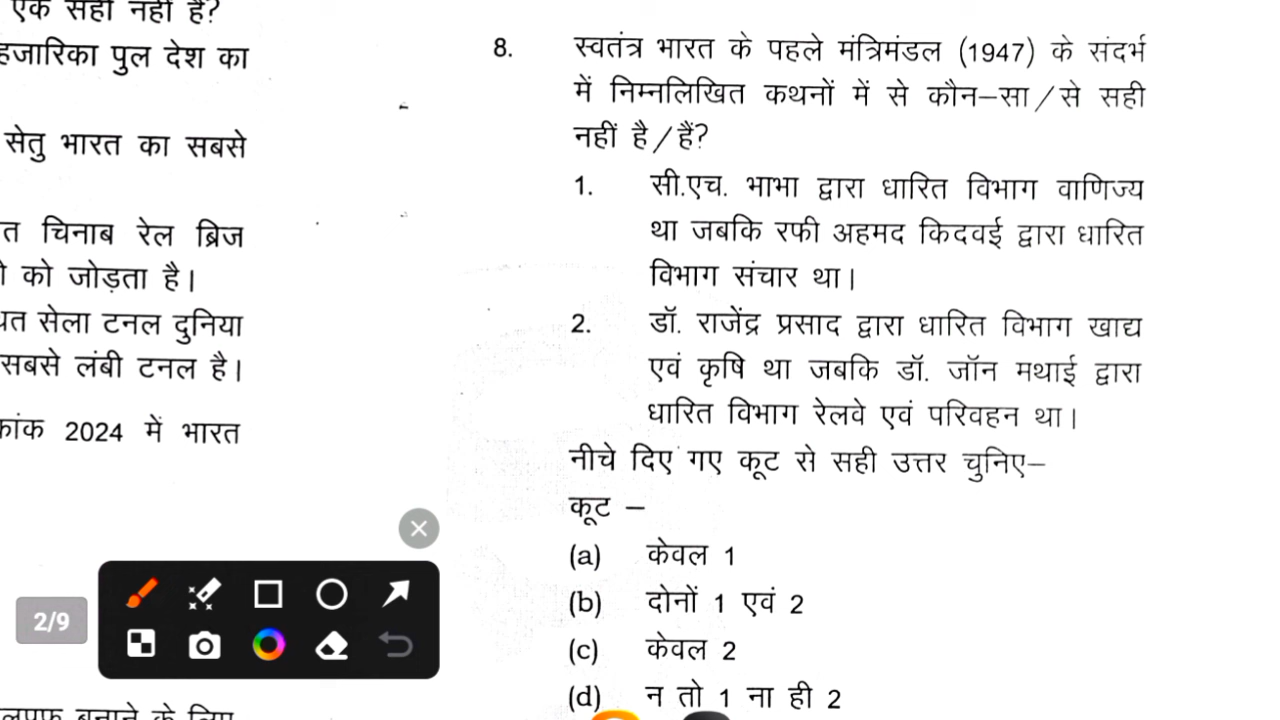 एक सही नहीं है?
हजारिका पुल देश का
सेतु भारत का सबसे
त चिनाब रेल ब्रिज
को जोड़ता है।
सेला टनल दुनिया
सबसे लंबी टनल है।
कांक 2024 में भारत
2/9
बनाने के लिए
8. स्वतंत्र भारत के पहले मंत्रिमंडल (1947) के संदर्भ
में निम्नलिखित कथनों में से कौन–सा/से सही
नहीं है/हैं?
1. सी.एच. भाभा द्वारा धारित विभाग वाणिज्य
था जबकि रफी अहमद किदवई द्वारा धारित
विभाग संचार था।
2. डॉ. राजेंद्र प्रसाद द्वारा धारित विभाग खाद्य
एवं कृषि था जबकि डॉ. जॉन मथाई द्वारा
धारित विभाग रेलवे एवं परिवहन था।
नीचे दिए गए कूट से सही उत्तर चुनिए–
कूट –
(a) केवल 1
(b) दोनों 1 एवं 2
(c) केवल 2
(d) न तो 1 ना ही 2